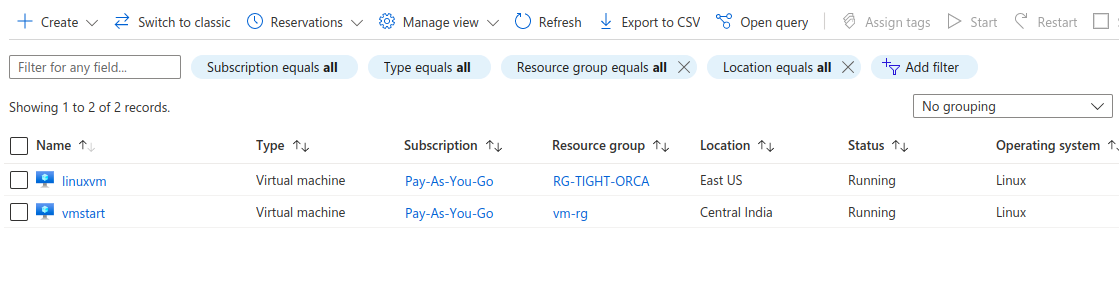 Create Switch to classic Reservations Manage view Refresh Export to CSV Open query Assign tags Start Restart
Filter for any field... Subscription equals all Type equals all Resource group equals all Location equals all Add filter
Showing 1 to 2 of 2 records. No grouping
Name Type Subscription Resource group Location Status Operating system
linuxvm Virtual machine Pay-As-You-Go RG-TIGHT-ORCA East US Running Linux
vmstart Virtual machine Pay-As-You-Go vm-rg Central India Running Linux